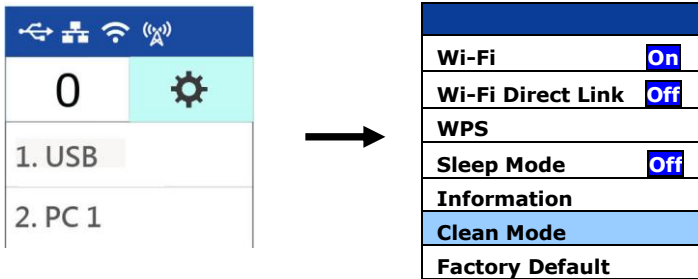 0
1. USB
2. PC 1
Wi-Fi On
Wi-Fi Direct Link Off
WPS
Sleep Mode Off
Information
Clean Mode
Factory Default